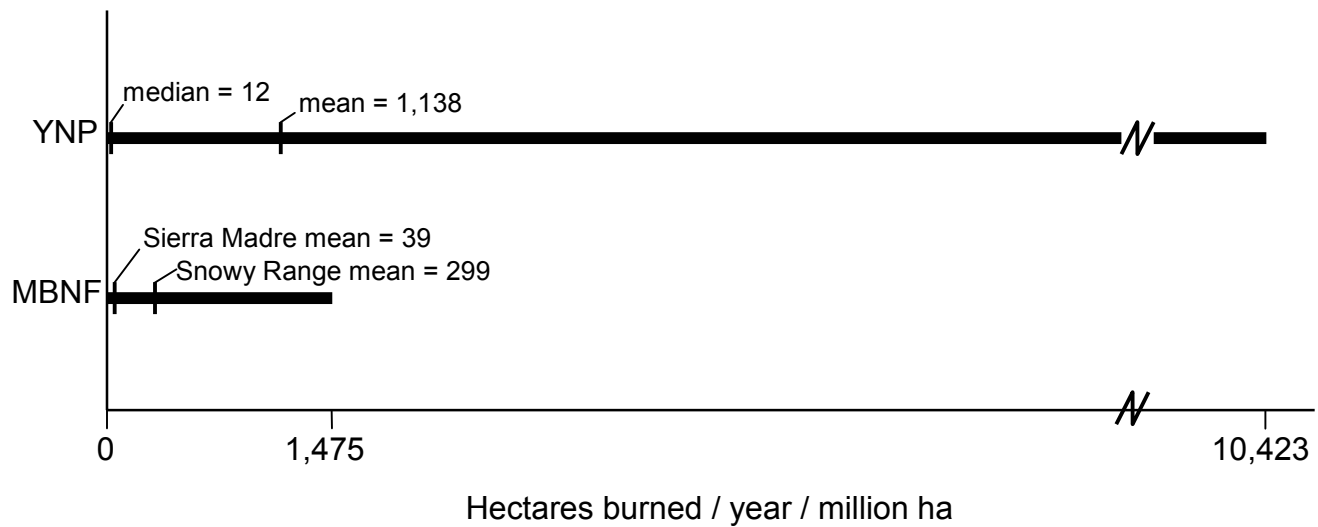 median = 12
mean = 1,138
YNP
Sierra Madre mean = 39
Snowy Range mean = 299
MBNF
0
1,475
10,423
Hectares burned / year / million ha